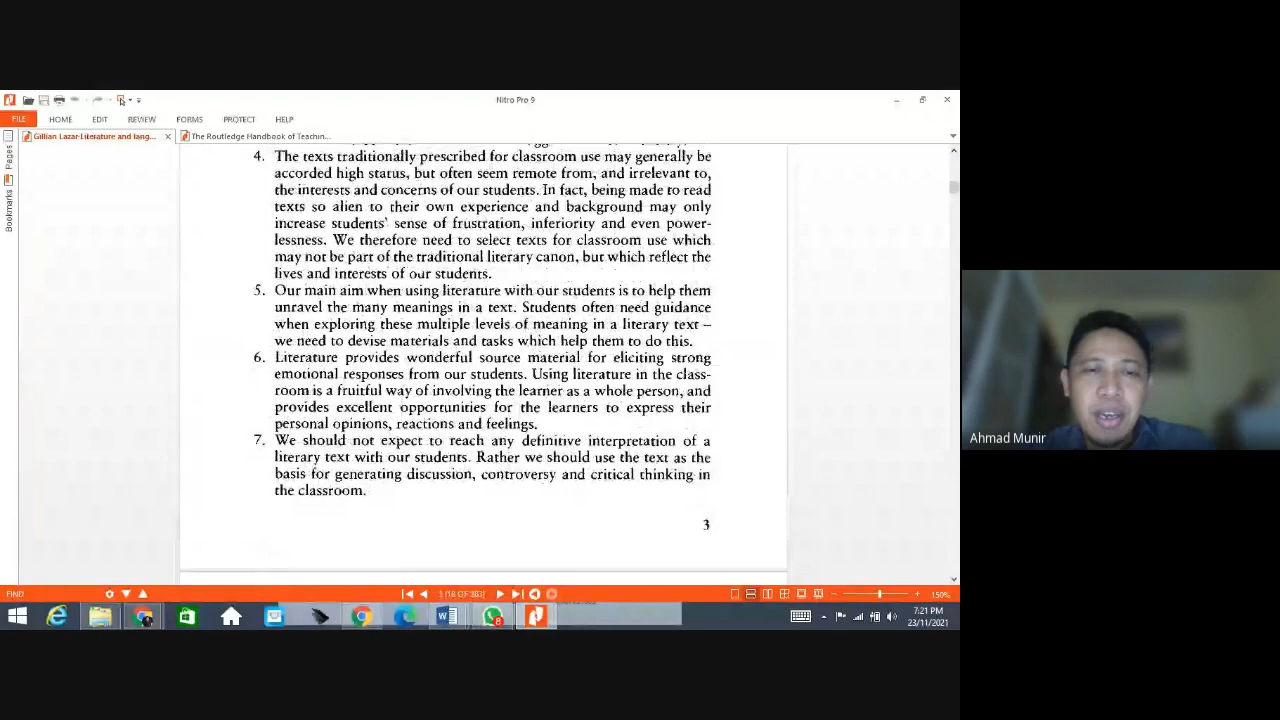 Nitro Pro 9
FILE HOME EDIT REVIEW FORMS PROTECT HELP
Gillian Lazar-Literature and lang... The Routledge Handbook of Teachin...
Pages
Bookmarks
4. The texts traditionally prescribed for classroom use may generally be
accorded high status, but often seem remote from, and irrelevant to,
the interests and concerns of our students. In fact, being made to read
texts so alien to their own experience and background may only
increase students' sense of frustration, inferiority and even power-
lessness. We therefore need to select texts for classroom use which
may not be part of the traditional literary canon, but which reflect the
lives and interests of our students.
5. Our main aim when using literature with our students is to help them
unravel the many meanings in a text. Students often need guidance
when exploring these multiple levels of meaning in a literary text –
we need to devise materials and tasks which help them to do this.
6. Literature provides wonderful source material for eliciting strong
emotional responses from our students. Using literature in the class-
room is a fruitful way of involving the learner as a whole person, and
provides excellent opportunities for the learners to express their
personal opinions, reactions and feelings.
7. We should not expect to reach any definitive interpretation of a
literary text with our students. Rather we should use the text as the
basis for generating discussion, controversy and critical thinking in
the classroom.
3
Ahmad Munir
FIND
150%
8
7:21 PM
23/11/2021